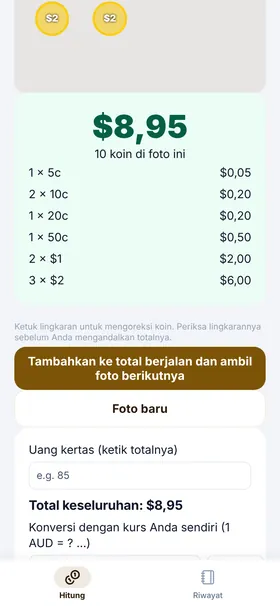 $2 $2
$8,95
10 koin di foto ini
1 × 5c $0,05
2 × 10c $0,20
1 × 20c $0,20
1 × 50c $0,50
2 × $1 $2,00
3 × $2 $6,00
Ketuk lingkaran untuk mengoreksi koin. Periksa lingkarannya
sebelum Anda mengandalkan totalnya.
Tambahkan ke total berjalan dan ambil
foto berikutnya
Foto baru
Uang kertas (ketik totalnya)
e.g. 85
Total keseluruhan: $8,95
Konversi dengan kurs Anda sendiri (1
AUD = ? ...)
Hitung Riwayat